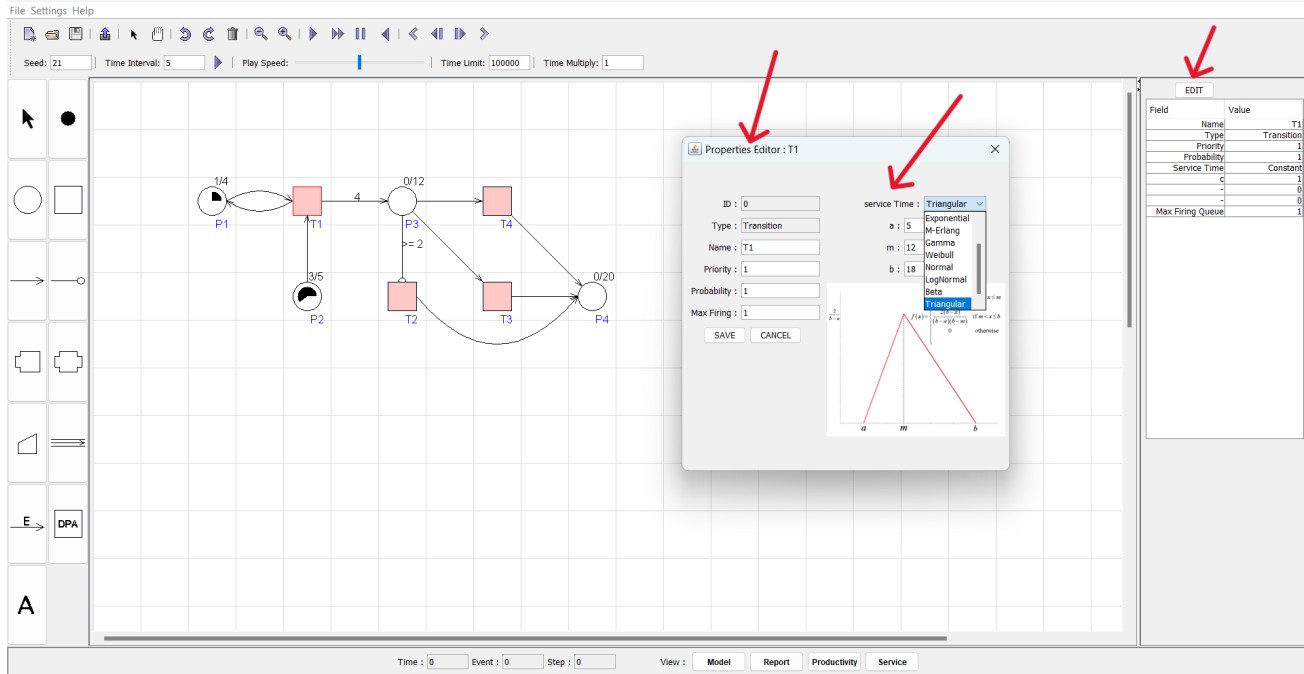 File Settings Help
Seed: 21 Time Interval: 5 Play Speed: Time Limit: 100000 Time Multiply: 1
EDIT
Field Value
Name T1
Type Transition
Priority 1
Probability 1
Service Time Constant
c 1
- 0
- 0
Max Firing Queue 1
1/4
P1
T1
4
0/12
P3
T4
>= 2
3/5
P2
T2
T3
0/20
P4
Properties Editor : T1
ID : 0
Type : Transition
Name : T1
Priority : 1
Probability : 1
Max Firing : 1
SAVE CANCEL
service Time : Triangular
a : 5
m : 12
b : 18
Exponential
M-Erlang
Gamma
Weibull
Normal
LogNormal
Beta
Triangular
x ≤ m
2
b−a
f(x)=
2(b−x)
(b−a)(b−m)
if m < x ≤ b
0 otherwise
a m b
E
DPA
A
Time : 0 Event : 0 Step : 0 View : Model Report Productivity Service